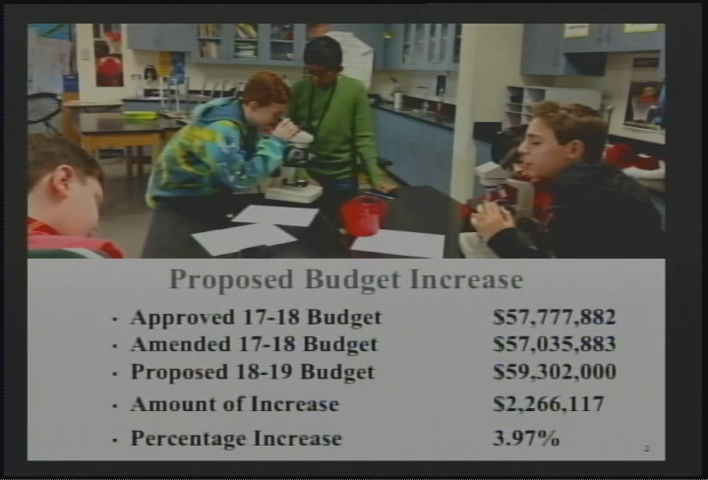 Proposed Budget Increase
· Approved 17-18 Budget $57,777,882
· Amended 17-18 Budget $57,035,883
· Proposed 18-19 Budget $59,302,000
· Amount of Increase $2,266,117
· Percentage Increase 3.97%
2